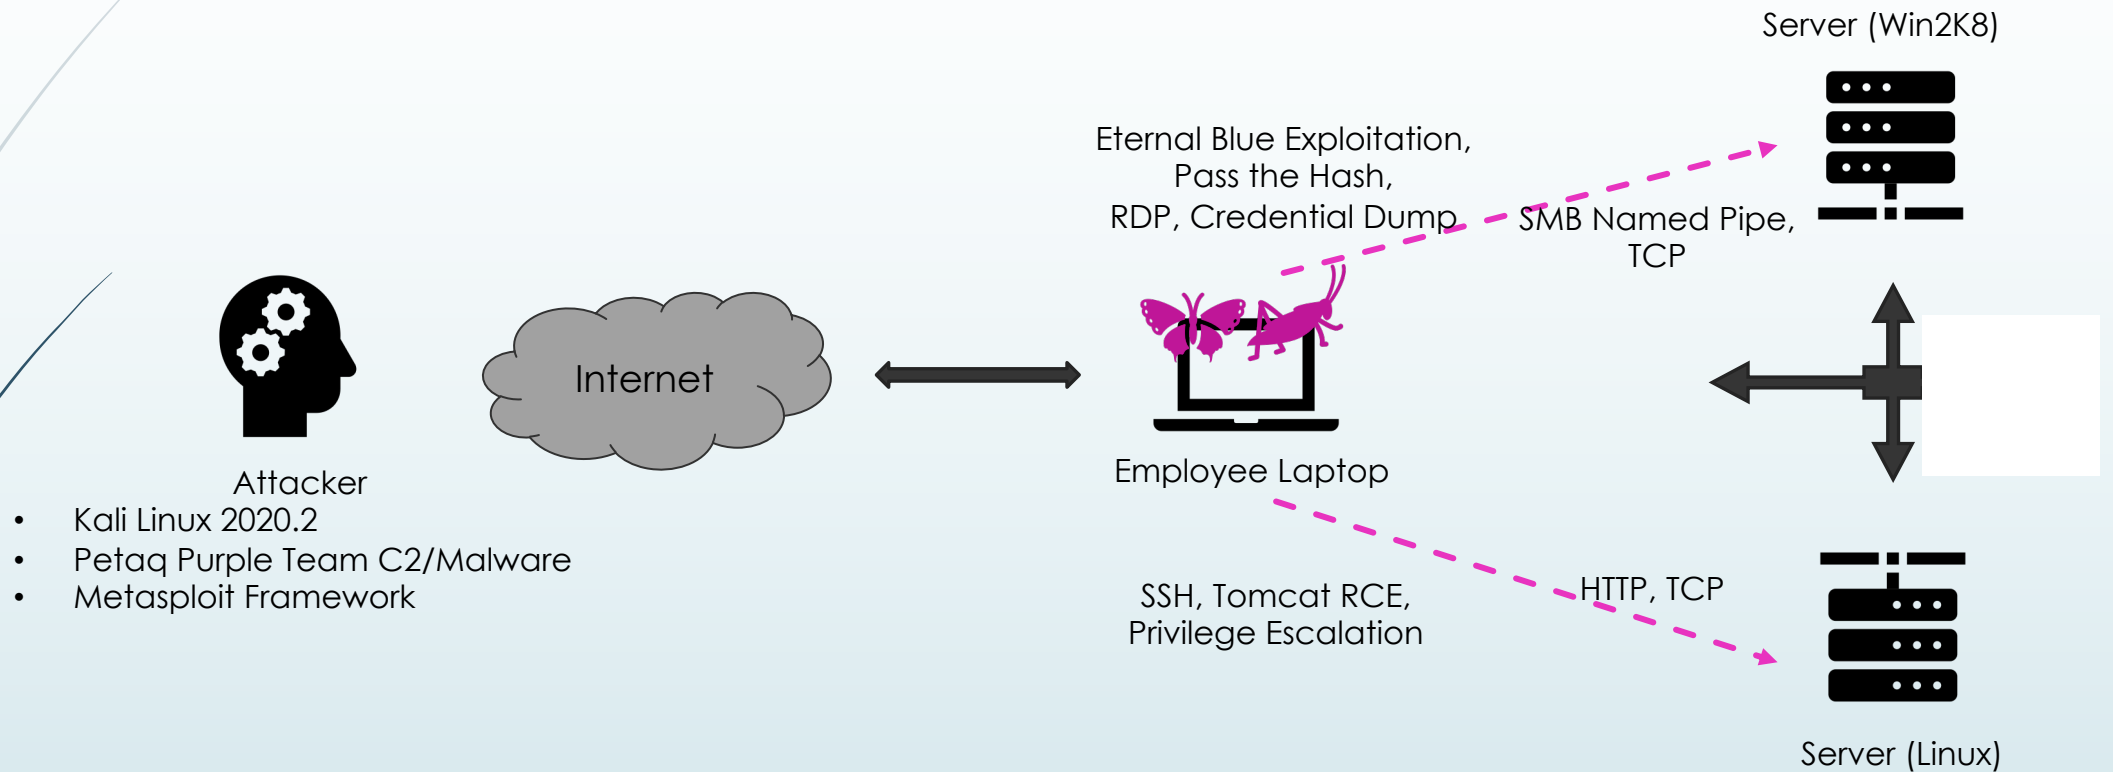 Server (Win2K8)
Eternal Blue Exploitation,
Pass the Hash,
RDP, Credential Dump
SMB Named Pipe,
TCP
Internet
Employee Laptop
Attacker
• Kali Linux 2020.2
• Petaq Purple Team C2/Malware
• Metasploit Framework
SSH, Tomcat RCE,
Privilege Escalation
HTTP, TCP
Server (Linux)